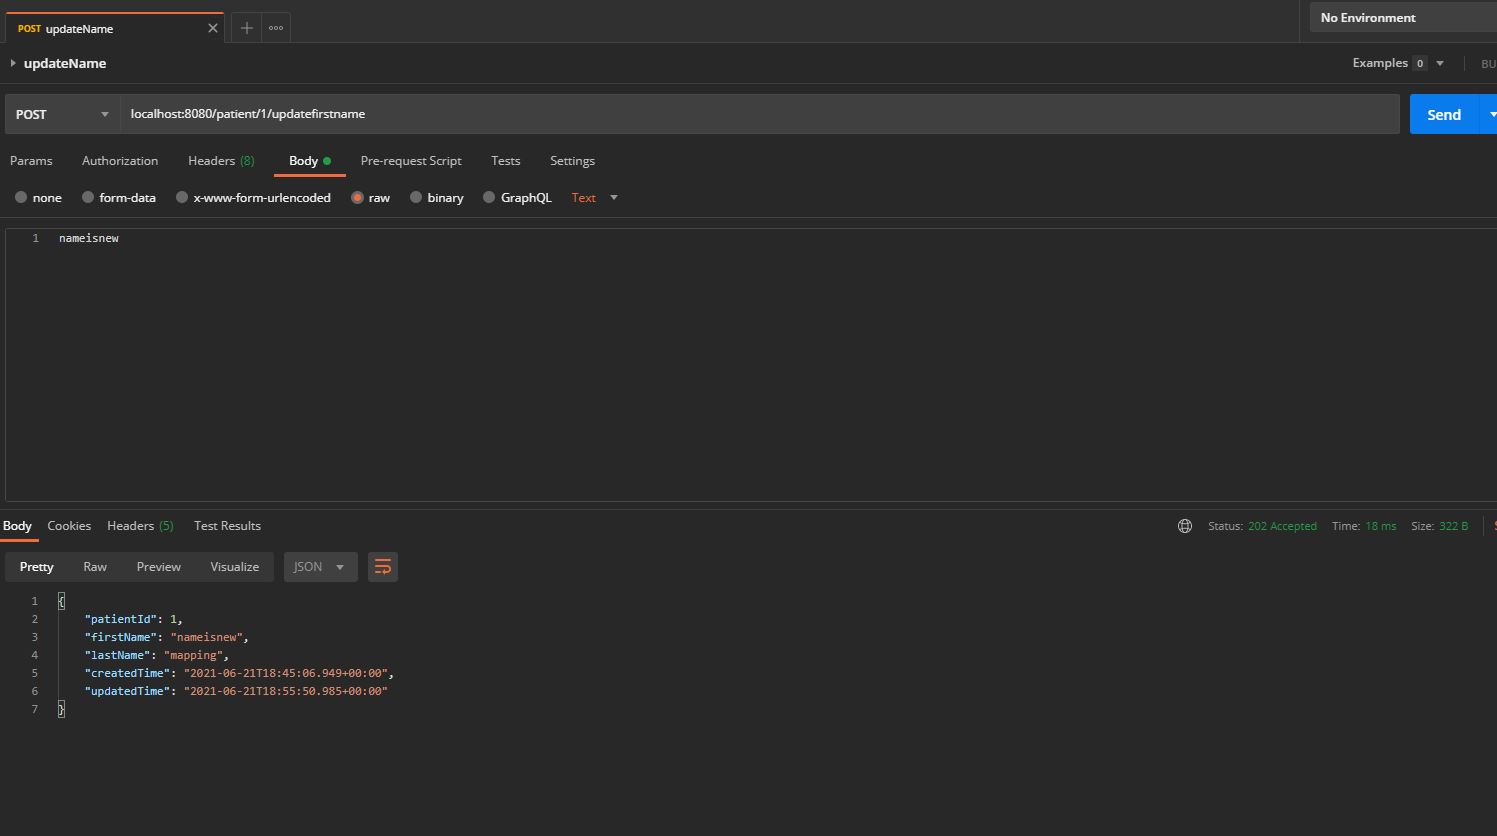 POST updateName
No Environment
updateName
Examples 0 BU
POST localhost:8080/patient/1/updatefirstname Send
Params Authorization Headers (8) Body Pre-request Script Tests Settings
none form-data x-www-form-urlencoded raw binary GraphQL Text
1 nameisnew
Body Cookies Headers (5) Test Results Status: 202 Accepted Time: 18 ms Size: 322 B
Pretty Raw Preview Visualize JSON
1 {
2 "patientId": 1,
3 "firstName": "nameisnew",
4 "lastName": "mapping",
5 "createdTime": "2021-06-21T18:45:06.949+00:00",
6 "updatedTime": "2021-06-21T18:55:50.985+00:00"
7 }